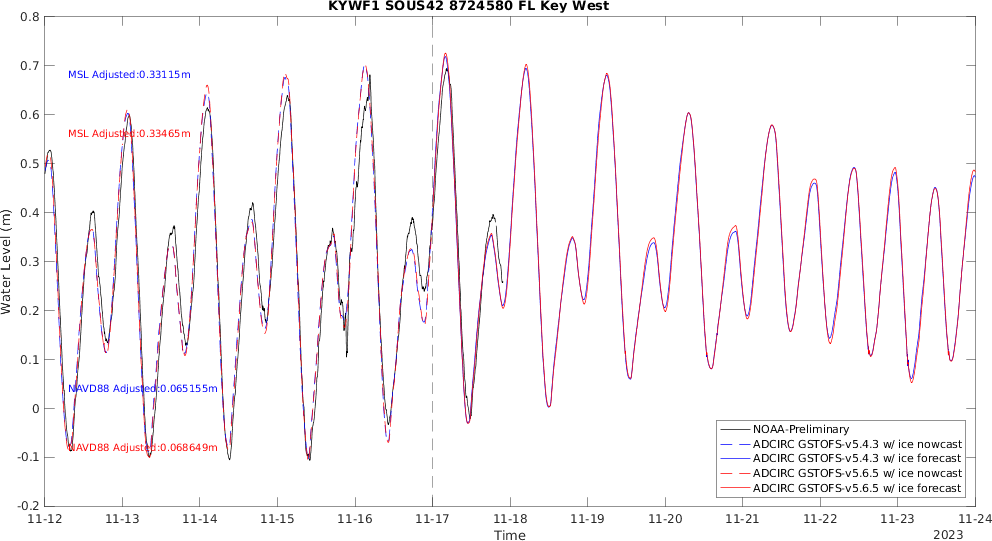 KYWF1 SOUS42 8724580 FL Key West
0.8
0.7
0.6
0.5
0.4
0.3
0.2
0.1
0
-0.1
-0.2
Water Level (m)
MSL Adjusted:0.33115m
MSL Adjusted:0.33465m
NAVD88 Adjusted:0.065155m
NAVD88 Adjusted:0.068649m
NOAA-Preliminary
ADCIRC GSTOFS-v5.4.3 w/ ice nowcast
ADCIRC GSTOFS-v5.4.3 w/ ice forecast
ADCIRC GSTOFS-v5.6.5 w/ ice nowcast
ADCIRC GSTOFS-v5.6.5 w/ ice forecast
11-12 11-13 11-14 11-15 11-16 11-17 11-18 11-19 11-20 11-21 11-22 11-23 11-24
Time
2023